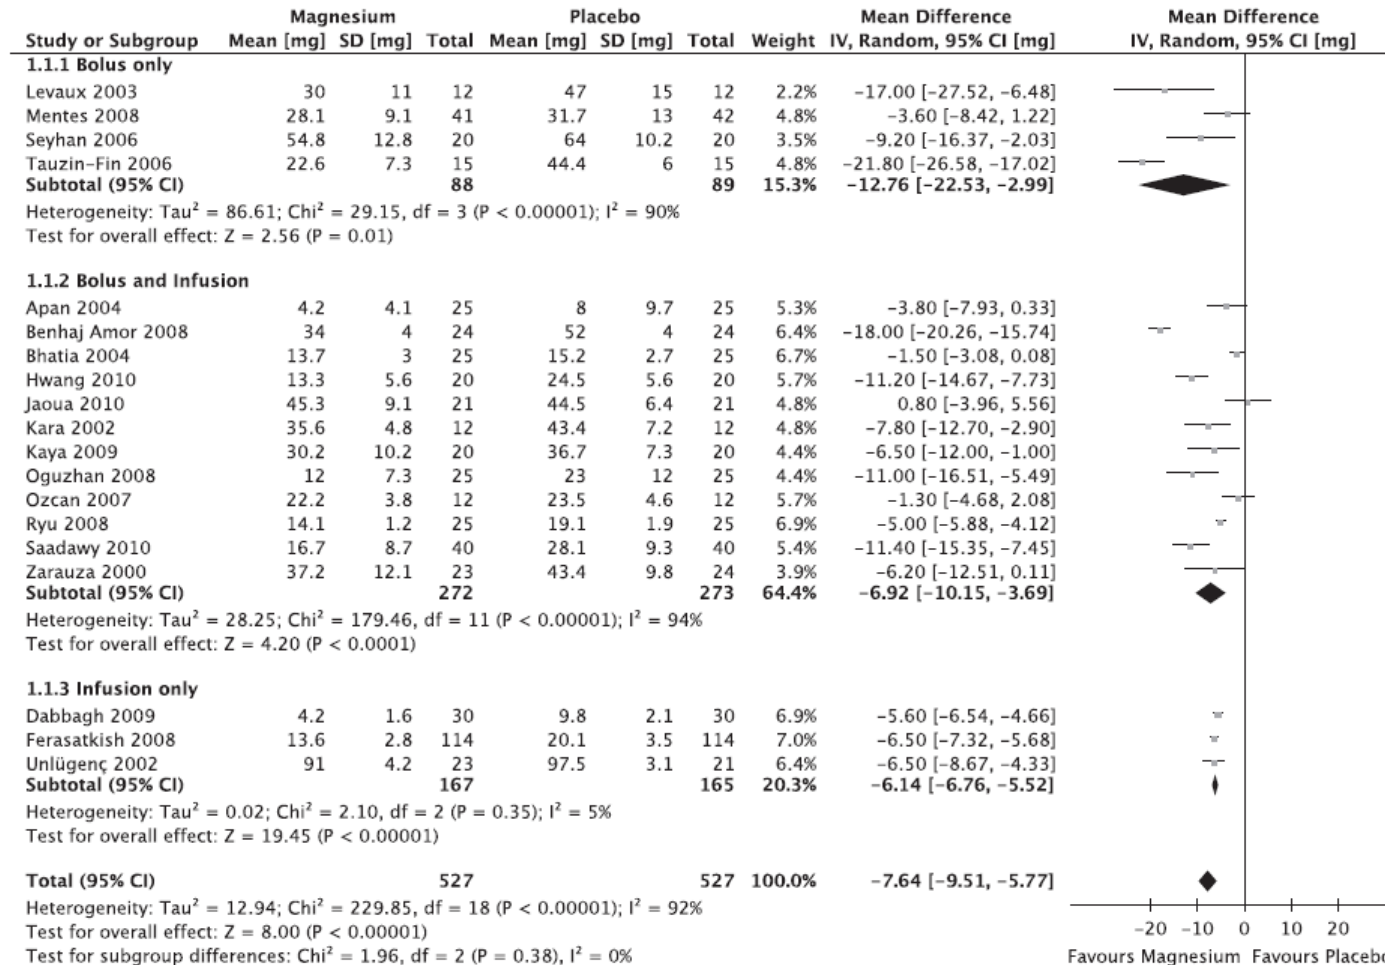 Magnesium Placebo Mean Difference Mean Difference
Study or Subgroup Mean [mg] SD [mg] Total Mean [mg] SD [mg] Total Weight IV, Random, 95% CI [mg] IV, Random, 95% CI [mg]
1.1.1 Bolus only
Levaux 2003 30 11 12 47 15 12 2.2% −17.00 [−27.52, −6.48]
Mentes 2008 28.1 9.1 41 31.7 13 42 4.8% −3.60 [−8.42, 1.22]
Seyhan 2006 54.8 12.8 20 64 10.2 20 3.5% −9.20 [−16.37, −2.03]
Tauzin-Fin 2006 22.6 7.3 15 44.4 6 15 4.8% −21.80 [−26.58, −17.02]
Subtotal (95% CI) 88 89 15.3% −12.76 [−22.53, −2.99]
Heterogeneity: Tau² = 86.61; Chi² = 29.15, df = 3 (P < 0.00001); I² = 90%
Test for overall effect: Z = 2.56 (P = 0.01)
1.1.2 Bolus and Infusion
Apan 2004 4.2 4.1 25 8 9.7 25 5.3% −3.80 [−7.93, 0.33]
Benhaj Amor 2008 34 4 24 52 4 24 6.4% −18.00 [−20.26, −15.74]
Bhatia 2004 13.7 3 25 15.2 2.7 25 6.7% −1.50 [−3.08, 0.08]
Hwang 2010 13.3 5.6 20 24.5 5.6 20 5.7% −11.20 [−14.67, −7.73]
Jaoua 2010 45.3 9.1 21 44.5 6.4 21 4.8% 0.80 [−3.96, 5.56]
Kara 2002 35.6 4.8 12 43.4 7.2 12 4.8% −7.80 [−12.70, −2.90]
Kaya 2009 30.2 10.2 20 36.7 7.3 20 4.4% −6.50 [−12.00, −1.00]
Oguzhan 2008 12 7.3 25 23 12 25 4.4% −11.00 [−16.51, −5.49]
Ozcan 2007 22.2 3.8 12 23.5 4.6 12 5.7% −1.30 [−4.68, 2.08]
Ryu 2008 14.1 1.2 25 19.1 1.9 25 6.9% −5.00 [−5.88, −4.12]
Saadawy 2010 16.7 8.7 40 28.1 9.3 40 5.4% −11.40 [−15.35, −7.45]
Zarauza 2000 37.2 12.1 23 43.4 9.8 24 3.9% −6.20 [−12.51, 0.11]
Subtotal (95% CI) 272 273 64.4% −6.92 [−10.15, −3.69]
Heterogeneity: Tau² = 28.25; Chi² = 179.46, df = 11 (P < 0.00001); I² = 94%
Test for overall effect: Z = 4.20 (P < 0.0001)
1.1.3 Infusion only
Dabbagh 2009 4.2 1.6 30 9.8 2.1 30 6.9% −5.60 [−6.54, −4.66]
Ferasatkish 2008 13.6 2.8 114 20.1 3.5 114 7.0% −6.50 [−7.32, −5.68]
Unlügenç 2002 91 4.2 23 97.5 3.1 21 6.4% −6.50 [−8.67, −4.33]
Subtotal (95% CI) 167 165 20.3% −6.14 [−6.76, −5.52]
Heterogeneity: Tau² = 0.02; Chi² = 2.10, df = 2 (P = 0.35); I² = 5%
Test for overall effect: Z = 19.45 (P < 0.00001)
Total (95% CI) 527 527 100.0% −7.64 [−9.51, −5.77]
Heterogeneity: Tau² = 12.94; Chi² = 229.85, df = 18 (P < 0.00001); I² = 92%
Test for overall effect: Z = 8.00 (P < 0.00001)
Test for subgroup differences: Chi² = 1.96, df = 2 (P = 0.38), I² = 0%
−20 −10 0 10 20
Favours Magnesium Favours Placebo